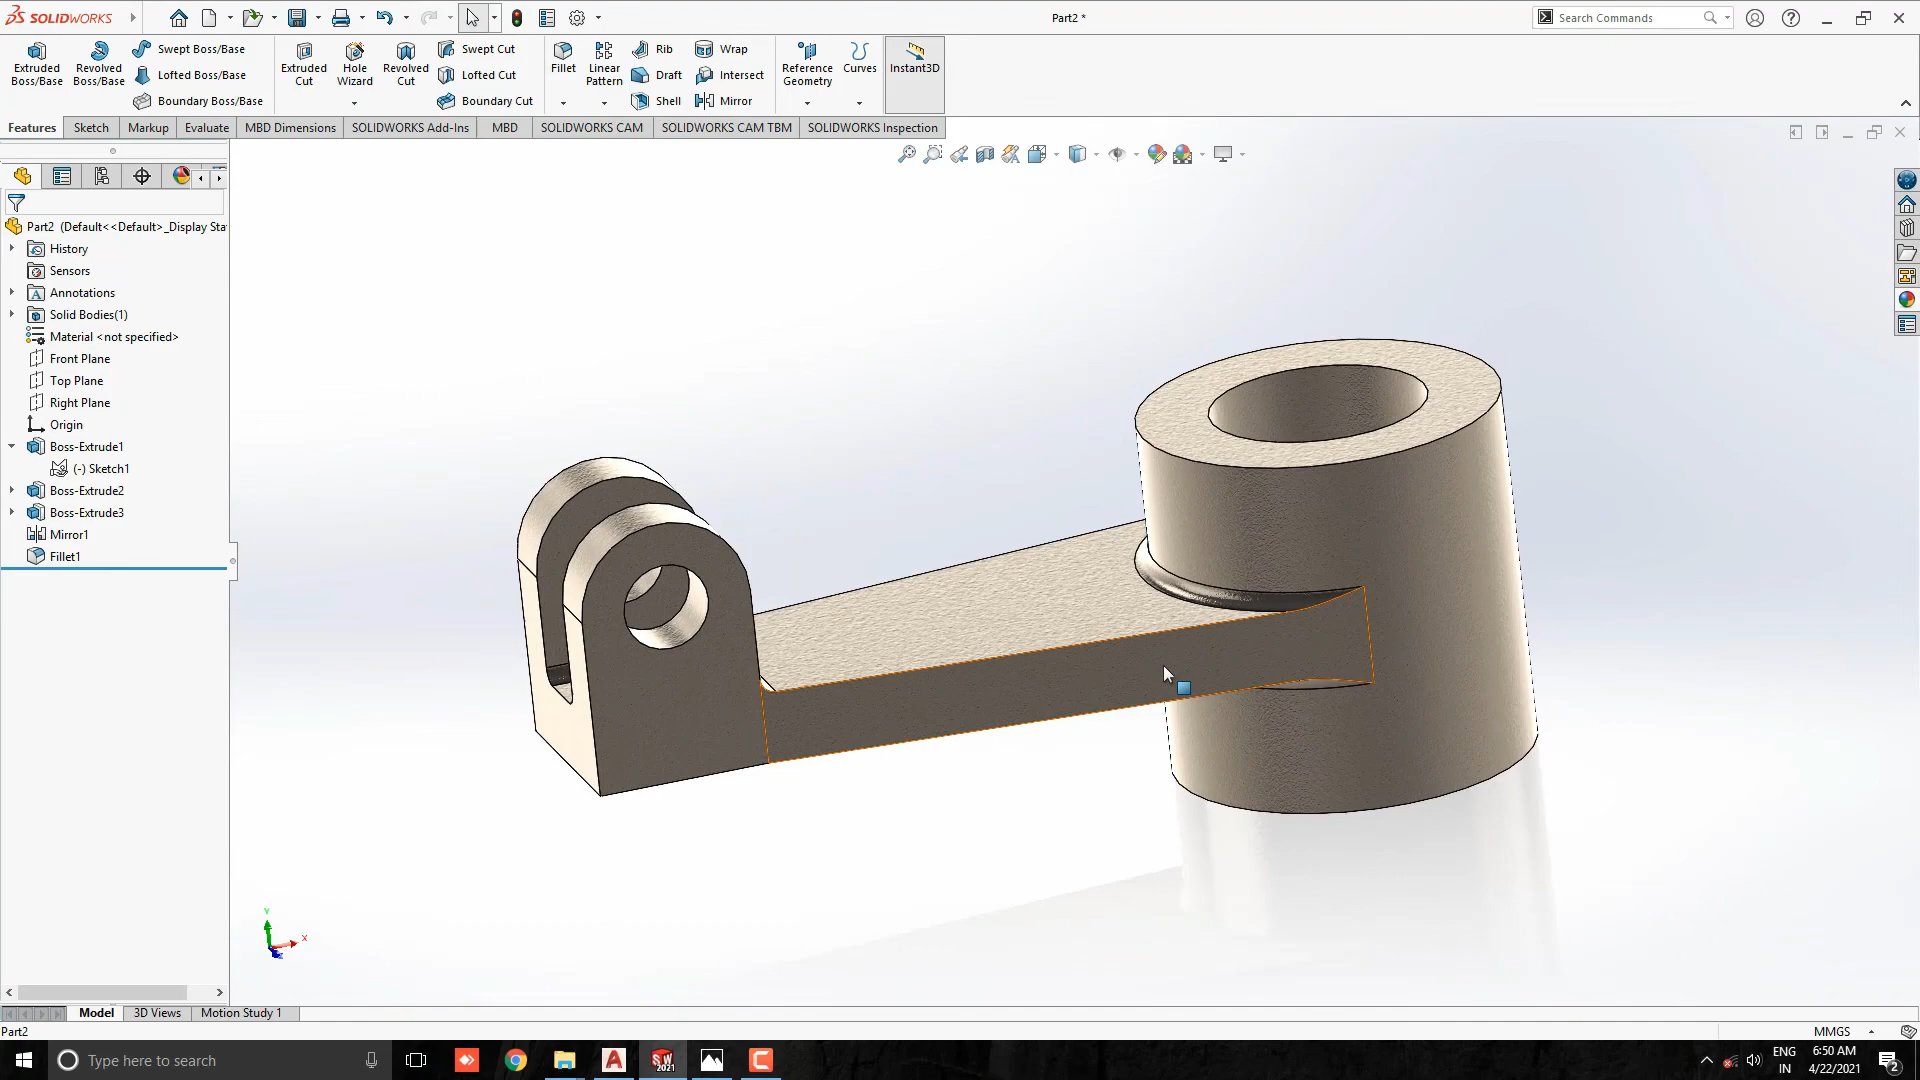 SOLIDWORKS
Part2 *
Search Commands
Extruded Boss/Base
Revolved Boss/Base
Swept Boss/Base
Lofted Boss/Base
Boundary Boss/Base
Extruded Cut
Hole Wizard
Revolved Cut
Swept Cut
Lofted Cut
Boundary Cut
Fillet
Linear Pattern
Rib
Draft
Shell
Wrap
Intersect
Mirror
Reference Geometry
Curves
Instant3D
Features
Sketch
Markup
Evaluate
MBD Dimensions
SOLIDWORKS Add-Ins
MBD
SOLIDWORKS CAM
SOLIDWORKS CAM TBM
SOLIDWORKS Inspection
Part2 (Default<<Default>_Display Sta
History
Sensors
Annotations
Solid Bodies(1)
Material <not specified>
Front Plane
Top Plane
Right Plane
Origin
Boss-Extrude1
(-) Sketch1
Boss-Extrude2
Boss-Extrude3
Mirror1
Fillet1
Y
X
Model
3D Views
Motion Study 1
Part2
MMGS
Type here to search
SW
2021
ENG
IN
6:50 AM
4/22/2021
2